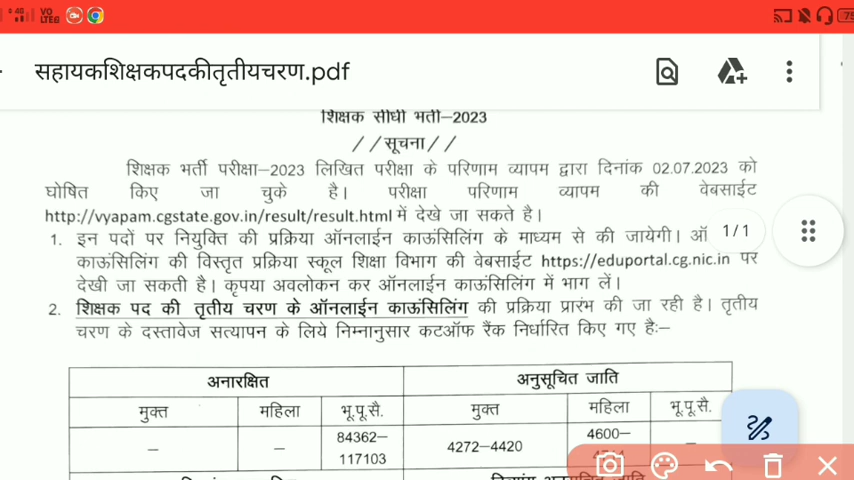 4G VO LTE 75
सहायकशिक्षकपदकीतृतीयचरण.pdf
शिक्षक सीधी भर्ती–2023
//सूचना//
शिक्षक भर्ती परीक्षा–2023 लिखित परीक्षा के परिणाम व्यापम द्वारा दिनांक 02.07.2023 को
घोषित किए जा चुके है। परीक्षा परिणाम व्यापम की वेबसाईट
http://vyapam.cgstate.gov.in/result/result.html में देखे जा सकते है।
1. इन पदों पर नियुक्ति की प्रक्रिया ऑनलाईन काऊंसिलिंग के माध्यम से की जायेगी। ऑ
1/1
काऊंसिलिंग की विस्तृत प्रक्रिया स्कूल शिक्षा विभाग की वेबसाईट https://eduportal.cg.nic.in पर
देखी जा सकती है। कृपया अवलोकन कर ऑनलाईन काऊंसिलिंग में भाग लें।
2. शिक्षक पद की तृतीय चरण के ऑनलाईन काऊंसिलिंग की प्रक्रिया प्रारंभ की जा रही है। तृतीय
चरण के दस्तावेज सत्यापन के लिये निम्नानुसार कटऑफ रैंक निर्धारित किए गए हैः–
अनारक्षित अनुसूचित जाति
मुक्त महिला भू.पू.सै. मुक्त महिला भू.पू.सै.
– – 84362– 117103 4272–4420 4600– –